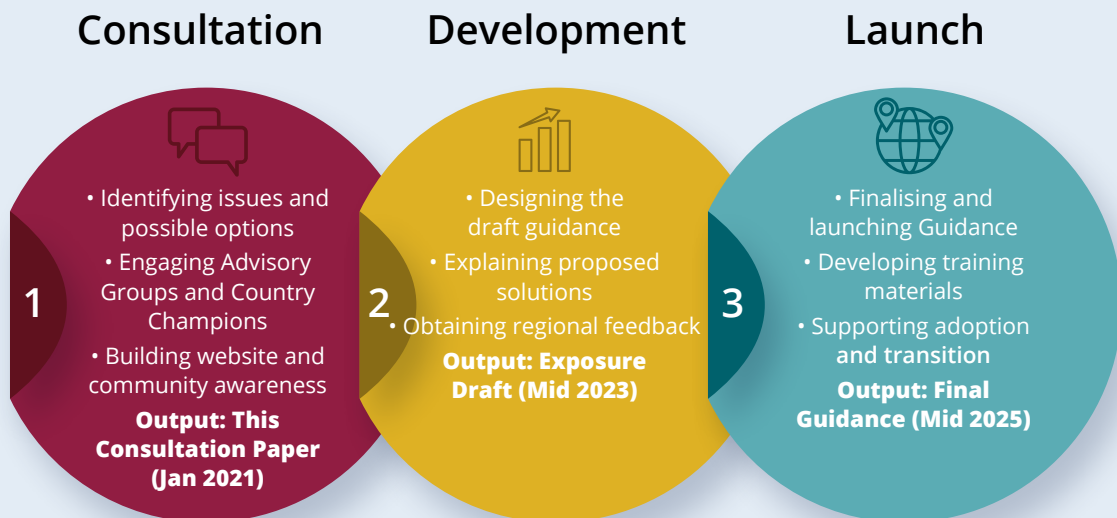 Consultation
1
• Identifying issues and
possible options
• Engaging Advisory
Groups and Country
Champions
• Building website and
community awareness
Output: This
Consultation Paper
(Jan 2021)
Development
2
• Designing the
draft guidance
• Explaining proposed
solutions
• Obtaining regional feedback
Output: Exposure
Draft (Mid 2023)
Launch
3
• Finalising and
launching Guidance
• Developing training
materials
• Supporting adoption
and transition
Output: Final
Guidance (Mid 2025)